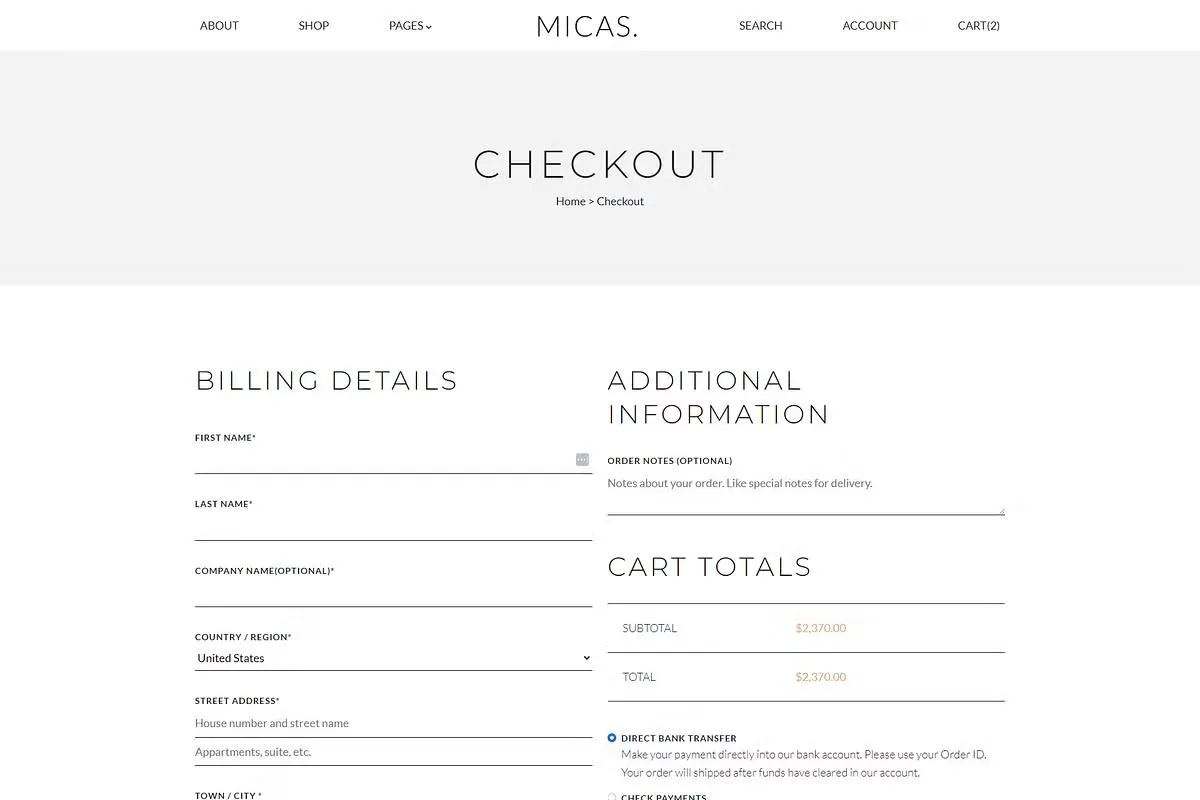 ABOUT
SHOP
PAGES
MICAS.
SEARCH
ACCOUNT
CART(2)
CHECKOUT
Home > Checkout
BILLING DETAILS
FIRST NAME*
LAST NAME*
COMPANY NAME(OPTIONAL)*
COUNTRY / REGION*
United States
STREET ADDRESS*
House number and street name
Appartments, suite, etc.
TOWN / CITY *
ADDITIONAL
INFORMATION
ORDER NOTES (OPTIONAL)
Notes about your order. Like special notes for delivery.
CART TOTALS
SUBTOTAL $2,370.00
TOTAL $2,370.00
DIRECT BANK TRANSFER
Make your payment directly into our bank account. Please use your Order ID.
Your order will shipped after funds have cleared in our account.
CHECK PAYMENTS